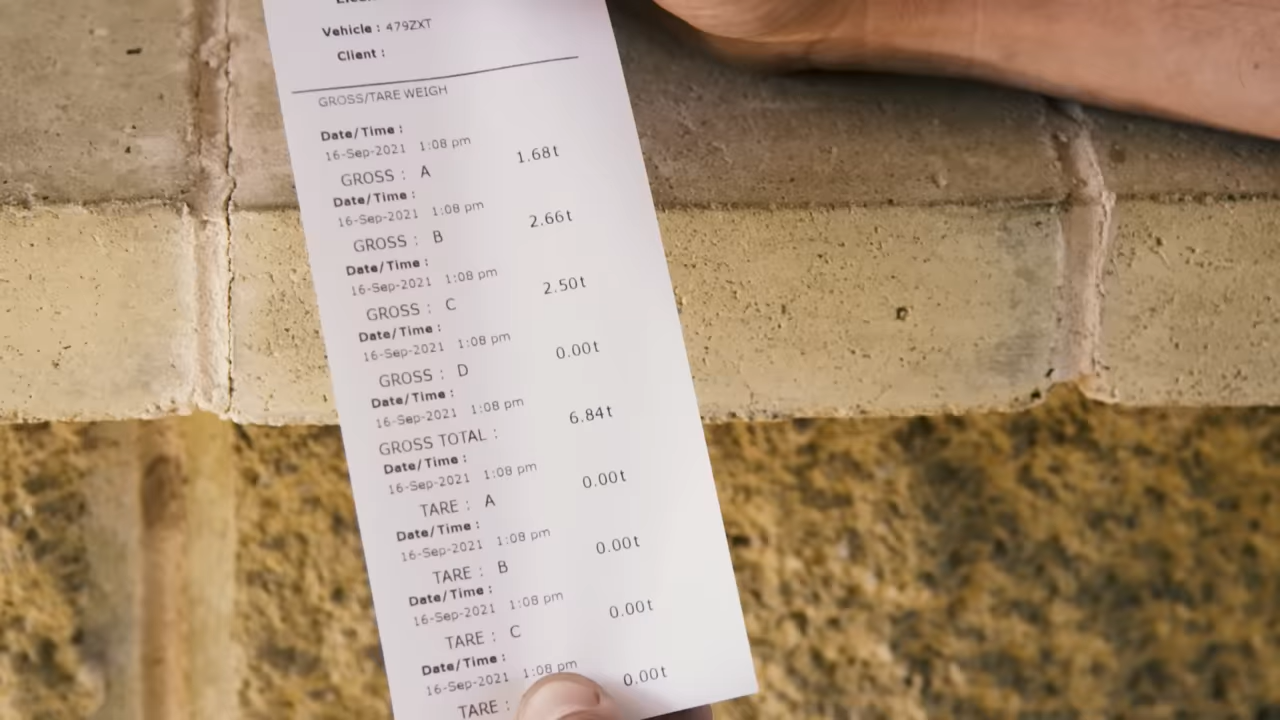 Vehicle : 479ZXT
Client :
GROSS/TARE WEIGH
Date/Time :
16-Sep-2021 1:08 pm
GROSS : A 1.68t
Date/Time :
16-Sep-2021 1:08 pm
GROSS : B 2.66t
Date/Time :
16-Sep-2021 1:08 pm
GROSS : C 2.50t
Date/Time :
16-Sep-2021 1:08 pm
GROSS : D 0.00t
Date/Time :
16-Sep-2021 1:08 pm
GROSS TOTAL : 6.84t
Date/Time :
16-Sep-2021 1:08 pm
TARE : A 0.00t
Date/Time :
16-Sep-2021 1:08 pm
TARE : B 0.00t
Date/Time :
16-Sep-2021 1:08 pm
TARE : C 0.00t
Date/Time :
16-Sep-2021 1:08 pm
TARE : 0.00t